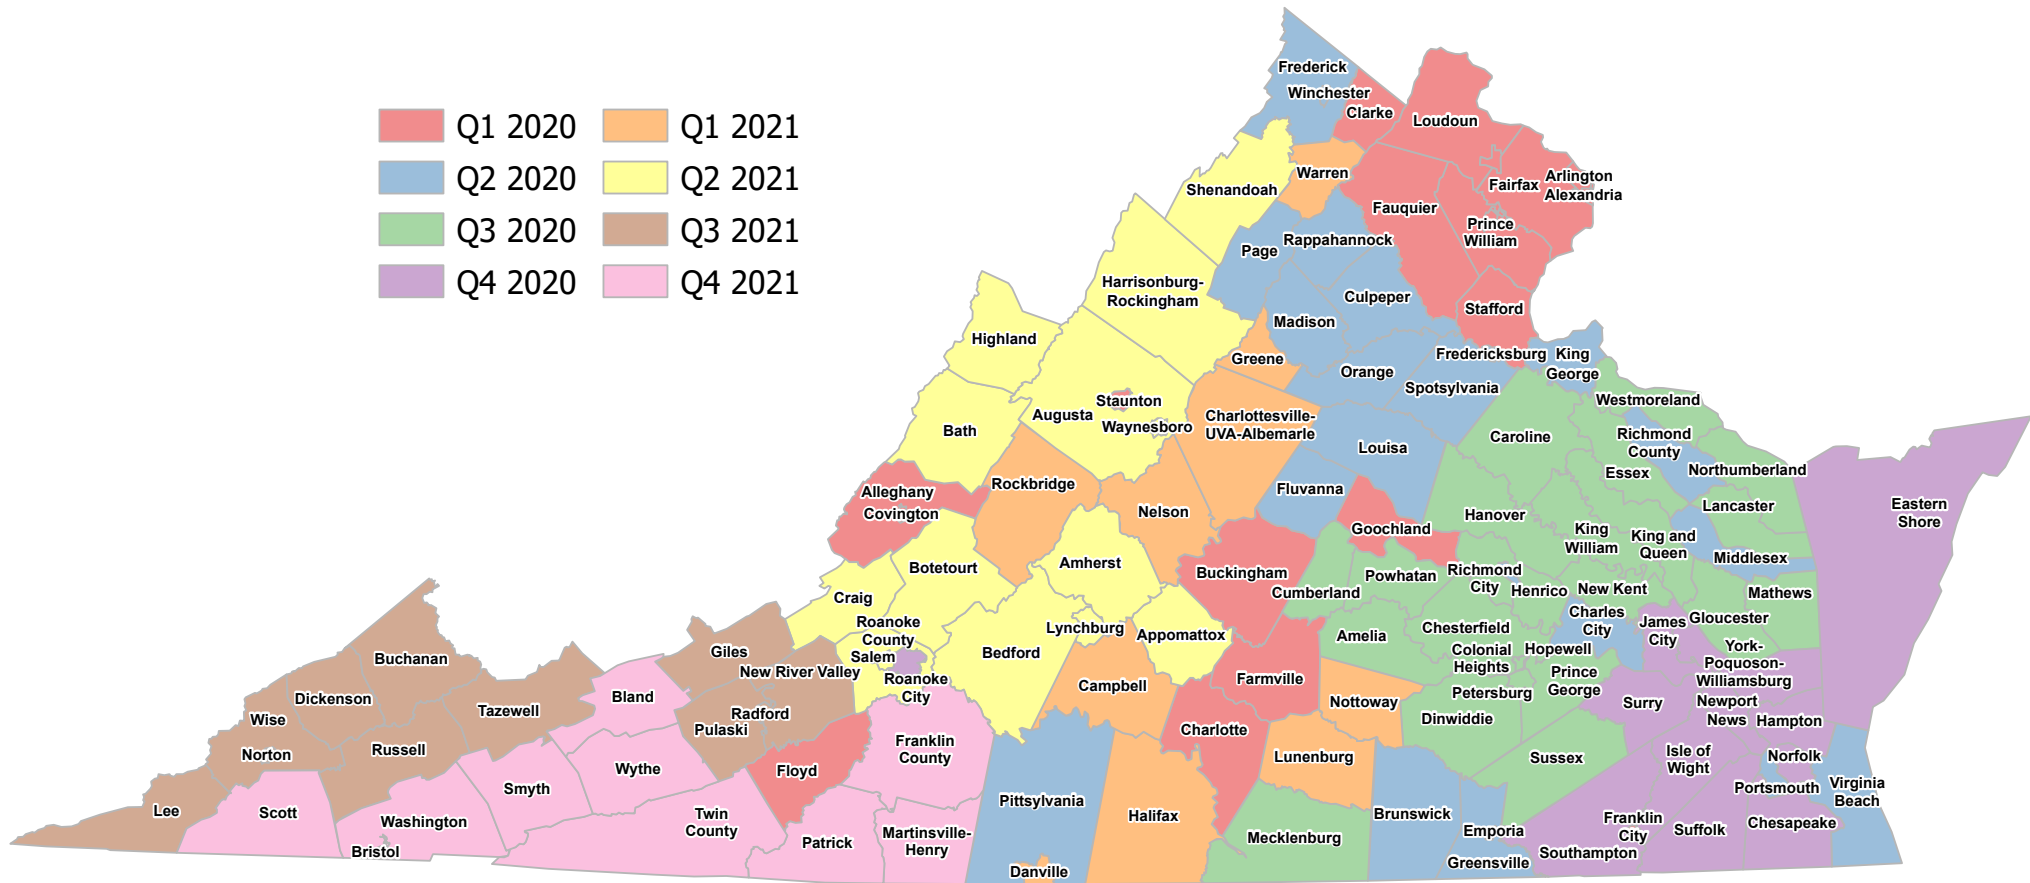 Q1 2020
Q1 2021
Q2 2020
Q2 2021
Q3 2020
Q3 2021
Q4 2020
Q4 2021
Frederick
Winchester
Clarke
Loudoun
Warren
Shenandoah
Fairfax
Arlington
Alexandria
Fauquier
Prince
William
Page
Rappahannock
Harrisonburg-
Rockingham
Culpeper
Stafford
Madison
Highland
Greene
Fredericksburg
King
George
Orange
Spotsylvania
Staunton
Augusta
Waynesboro
Westmoreland
Charlottesville-
UVA-Albemarle
Bath
Caroline
Richmond
County
Louisa
Essex
Northumberland
Rockbridge
Alleghany
Covington
Fluvanna
Nelson
Lancaster
Eastern
Shore
Hanover
Goochland
King
William
King and
Queen
Middlesex
Amherst
Botetourt
Buckingham
Powhatan
Richmond
City
Cumberland
Henrico
New Kent
Mathews
Craig
Charles
City
Gloucester
Roanoke
County
Lynchburg
Appomattox
Amelia
Chesterfield
James
City
Buchanan
Giles
Salem
Bedford
Colonial
Heights
Hopewell
York-
Poquoson-
Williamsburg
New River Valley
Roanoke
City
Campbell
Farmville
Prince
George
Dickenson
Bland
Petersburg
Nottoway
Surry
Newport
News
Hampton
Tazewell
Wise
Radford
Pulaski
Dinwiddie
Charlotte
Norton
Russell
Franklin
County
Lunenburg
Sussex
Isle of
Wight
Norfolk
Wythe
Floyd
Smyth
Portsmouth
Virginia
Beach
Pittsylvania
Lee
Scott
Washington
Twin
County
Halifax
Brunswick
Franklin
City
Suffolk
Chesapeake
Emporia
Patrick
Martinsville-
Henry
Mecklenburg
Bristol
Southampton
Greensville
Danville